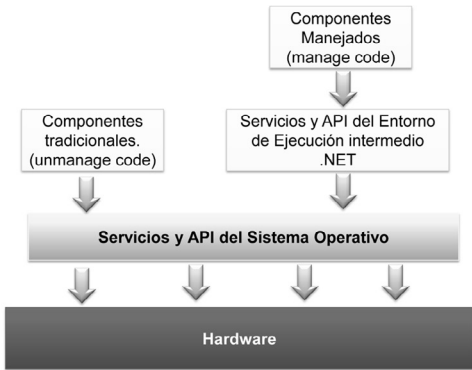 Componentes
Manejados
(manage code)
Componentes
tradicionales.
(unmanage code)
Servicios y API del Entorno
de Ejecución intermedio
.NET
Servicios y API del Sistema Operativo
Hardware